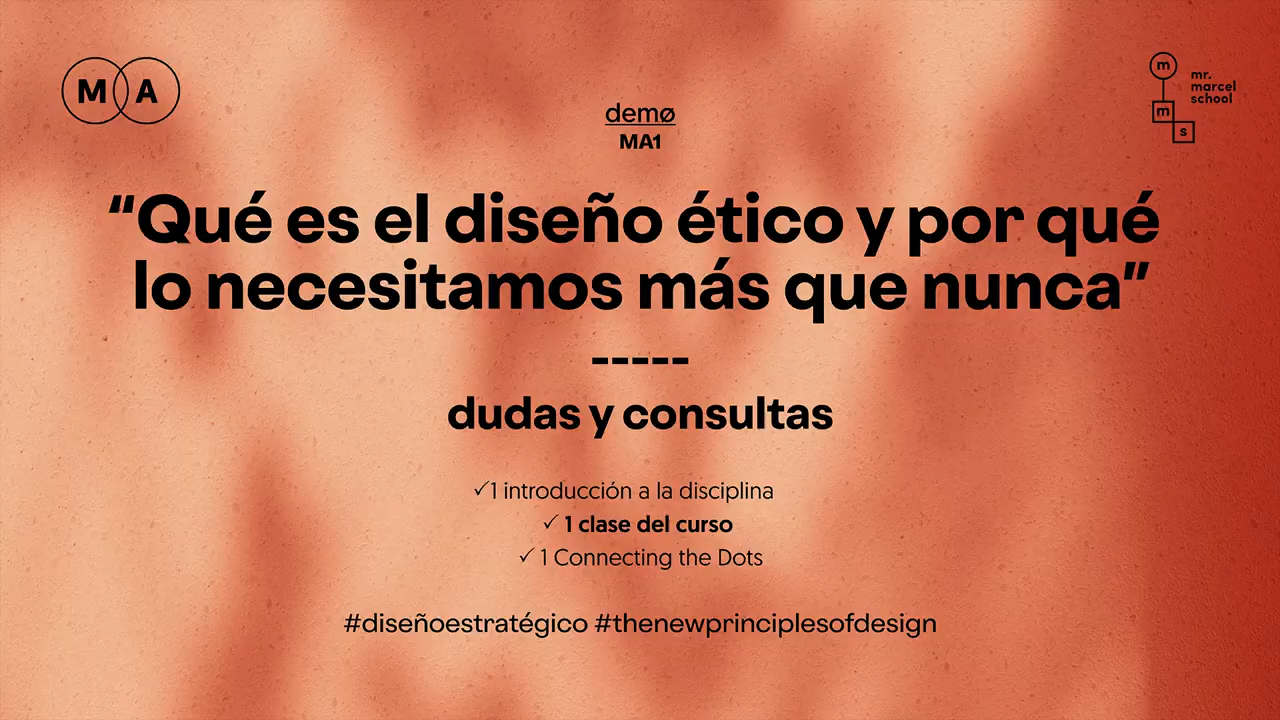 M A
m
m
s
mr.
marcel
school
demø
MA1
“Qué es el diseño ético y por qué
lo necesitamos más que nunca”
-----
dudas y consultas
✓1 introducción a la disciplina
✓ 1 clase del curso
✓ 1 Connecting the Dots
#diseñoestratégico #thenewprinciplesofdesign